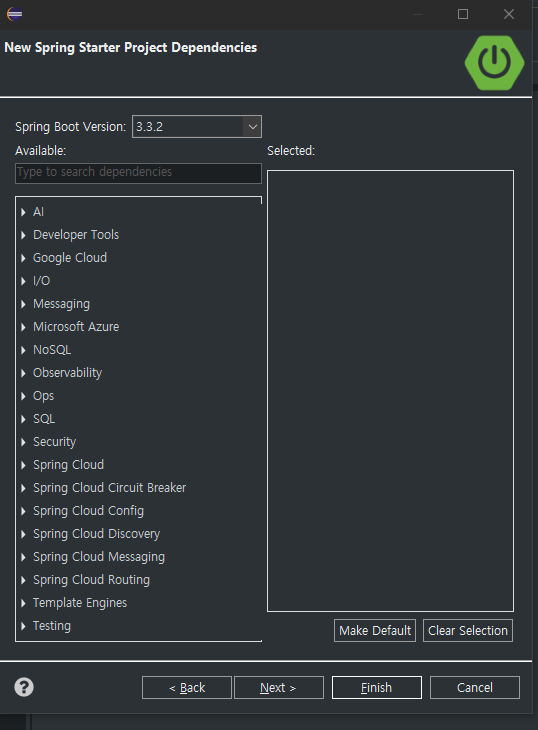 New Spring Starter Project Dependencies
Spring Boot Version: 3.3.2
Available:
Selected:
Type to search dependencies
AI
Developer Tools
Google Cloud
I/O
Messaging
Microsoft Azure
NoSQL
Observability
Ops
SQL
Security
Spring Cloud
Spring Cloud Circuit Breaker
Spring Cloud Config
Spring Cloud Discovery
Spring Cloud Messaging
Spring Cloud Routing
Template Engines
Testing
Make Default Clear Selection
? < Back Next > Finish Cancel